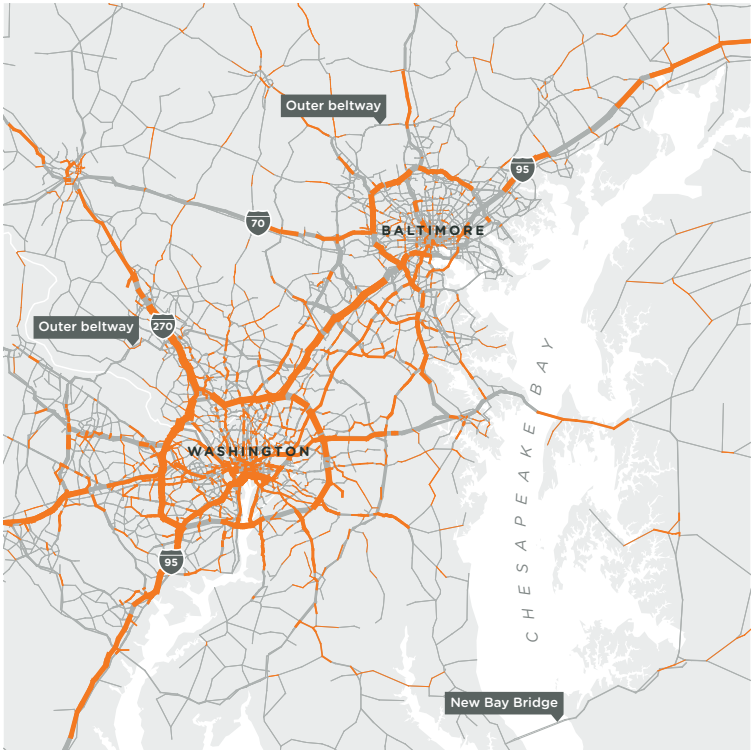 Outer beltway
95
70
BALTIMORE
Outer beltway
270
CHESAPEAKE BAY
WASHINGTON
95
New Bay Bridge